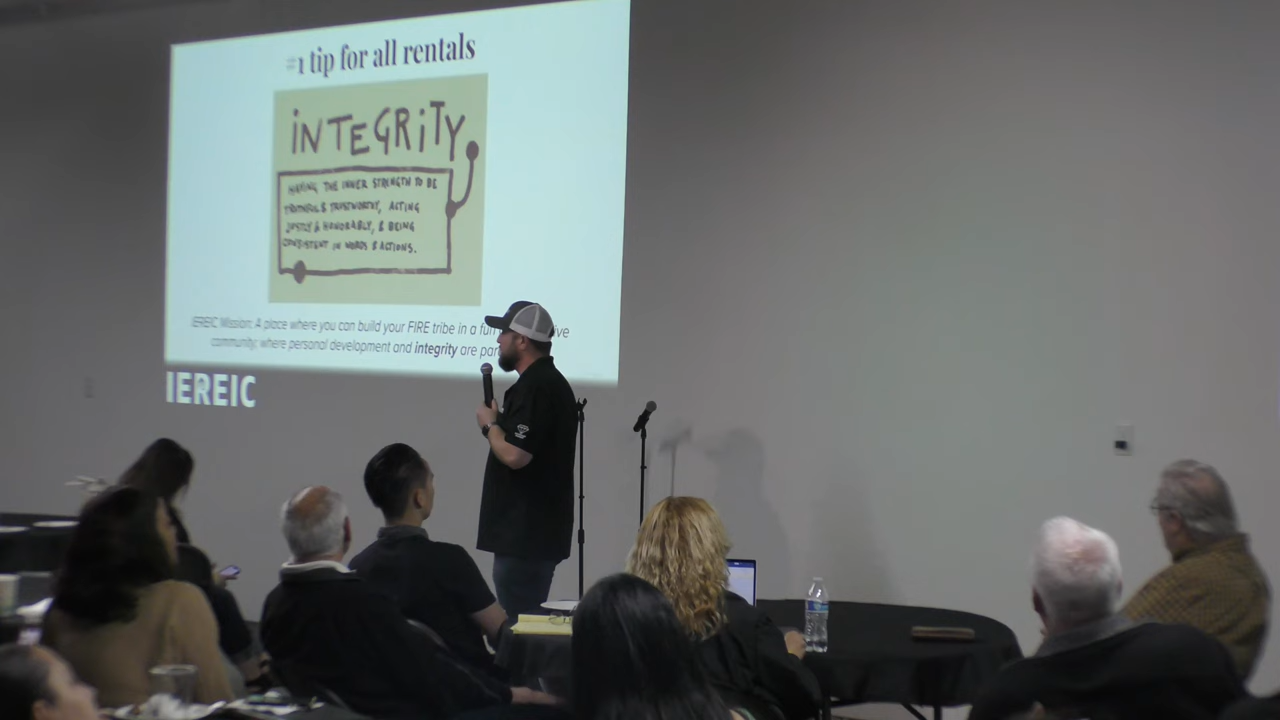 #1 tip for all rentals
iNTEGRiTY
HAVING THE INNER STRENGTH TO BE
TRUTHFUL & TRUSTWORTHY, ACTING
JUSTLY & HONORABLY, & BEING
CONSISTENT IN WORDS & ACTIONS.
IEREIC Mission: A place where you can build your FIRE tribe in a fun
community, where personal development and integrity are
IEREIC